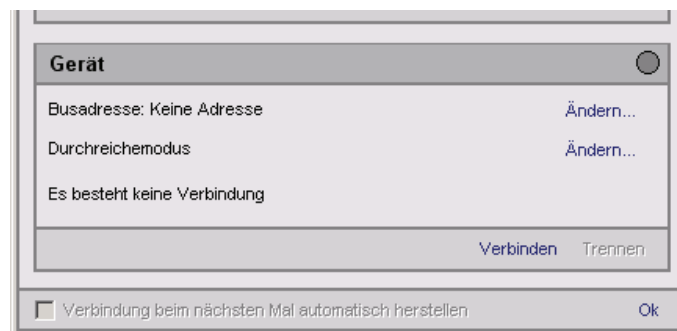 Gerät
Busadresse: Keine Adresse Ändern...
Durchreichemodus Ändern...
Es besteht keine Verbindung
Verbinden Trennen
Verbindung beim nächsten Mal automatisch herstellen Ok